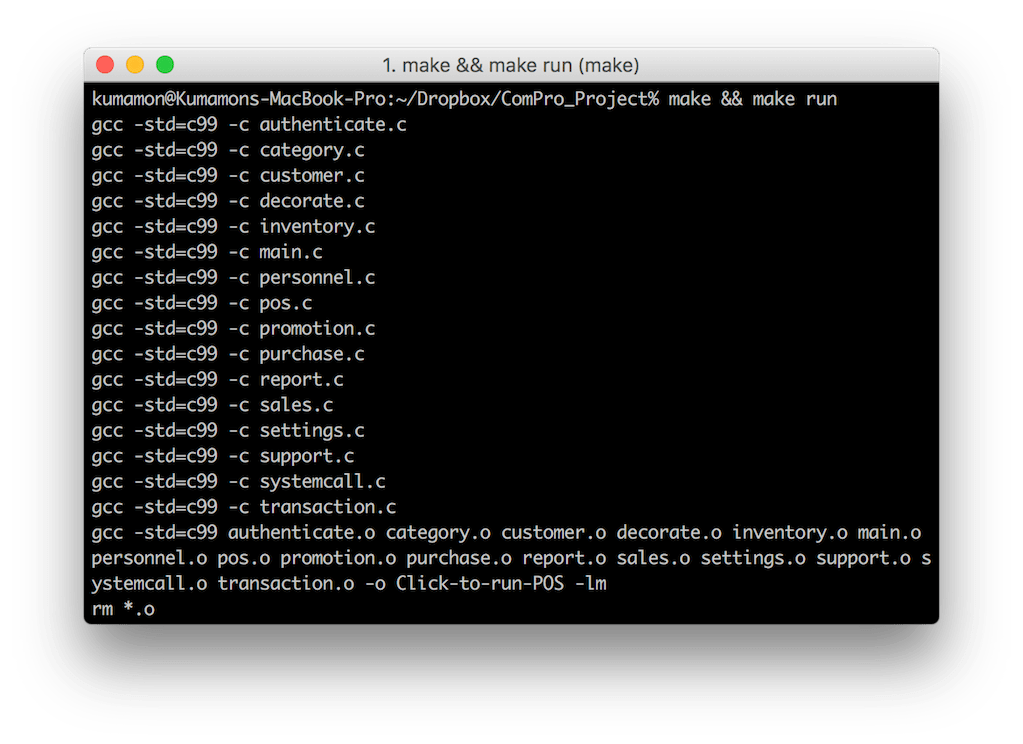 1. make && make run (make)
kumamon@Kumamons-MacBook-Pro:~/Dropbox/ComPro_Project% make && make run
gcc -std=c99 -c authenticate.c
gcc -std=c99 -c category.c
gcc -std=c99 -c customer.c
gcc -std=c99 -c decorate.c
gcc -std=c99 -c inventory.c
gcc -std=c99 -c main.c
gcc -std=c99 -c personnel.c
gcc -std=c99 -c pos.c
gcc -std=c99 -c promotion.c
gcc -std=c99 -c purchase.c
gcc -std=c99 -c report.c
gcc -std=c99 -c sales.c
gcc -std=c99 -c settings.c
gcc -std=c99 -c support.c
gcc -std=c99 -c systemcall.c
gcc -std=c99 -c transaction.c
gcc -std=c99 authenticate.o category.o customer.o decorate.o inventory.o main.o
personnel.o pos.o promotion.o purchase.o report.o sales.o settings.o support.o s
ystemcall.o transaction.o -o Click-to-run-POS -lm
rm *.o